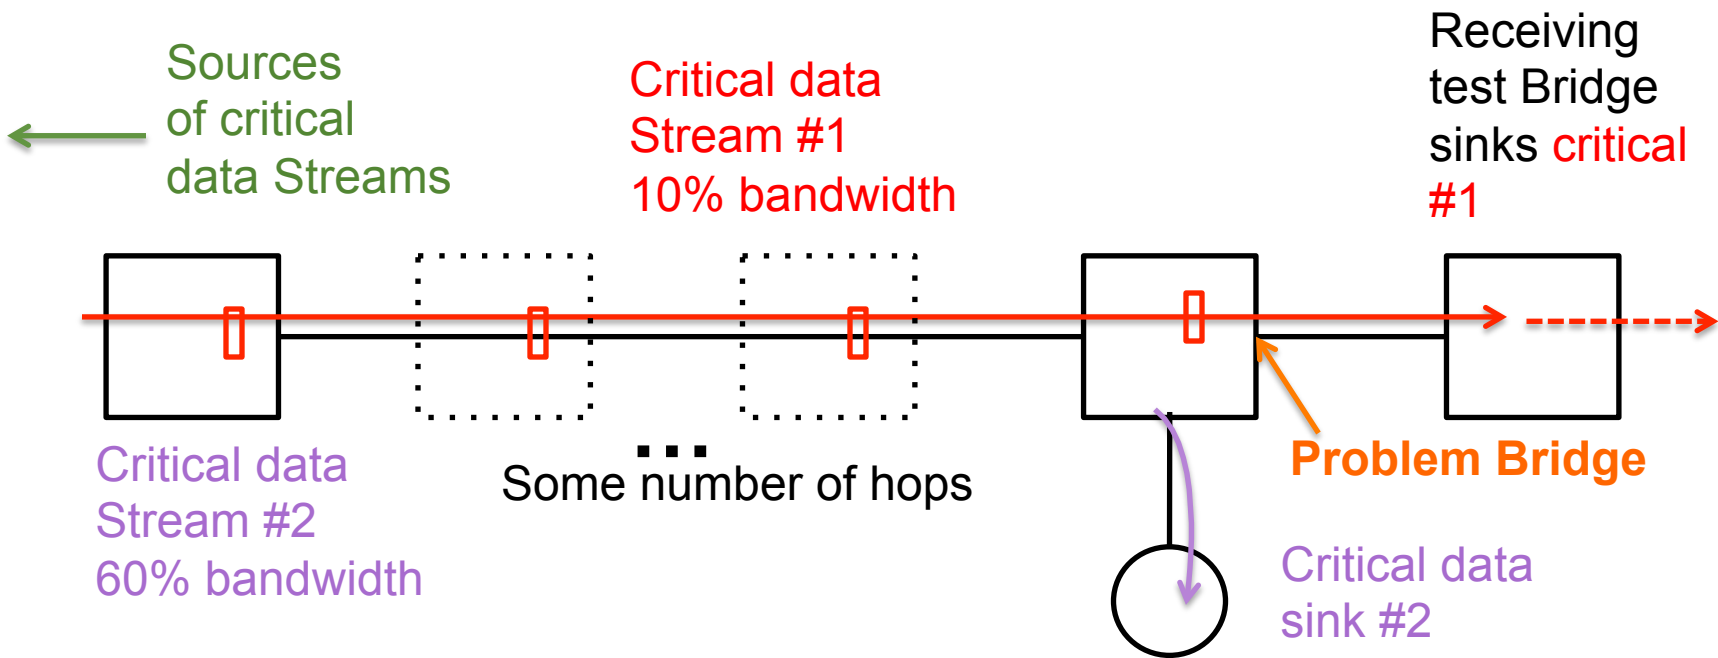 Sources
of critical
data Streams
Critical data
Stream #1
10% bandwidth
Receiving
test Bridge
sinks critical
#1
Critical data
Stream #2
60% bandwidth
...
Some number of hops
Problem Bridge
Critical data
sink #2